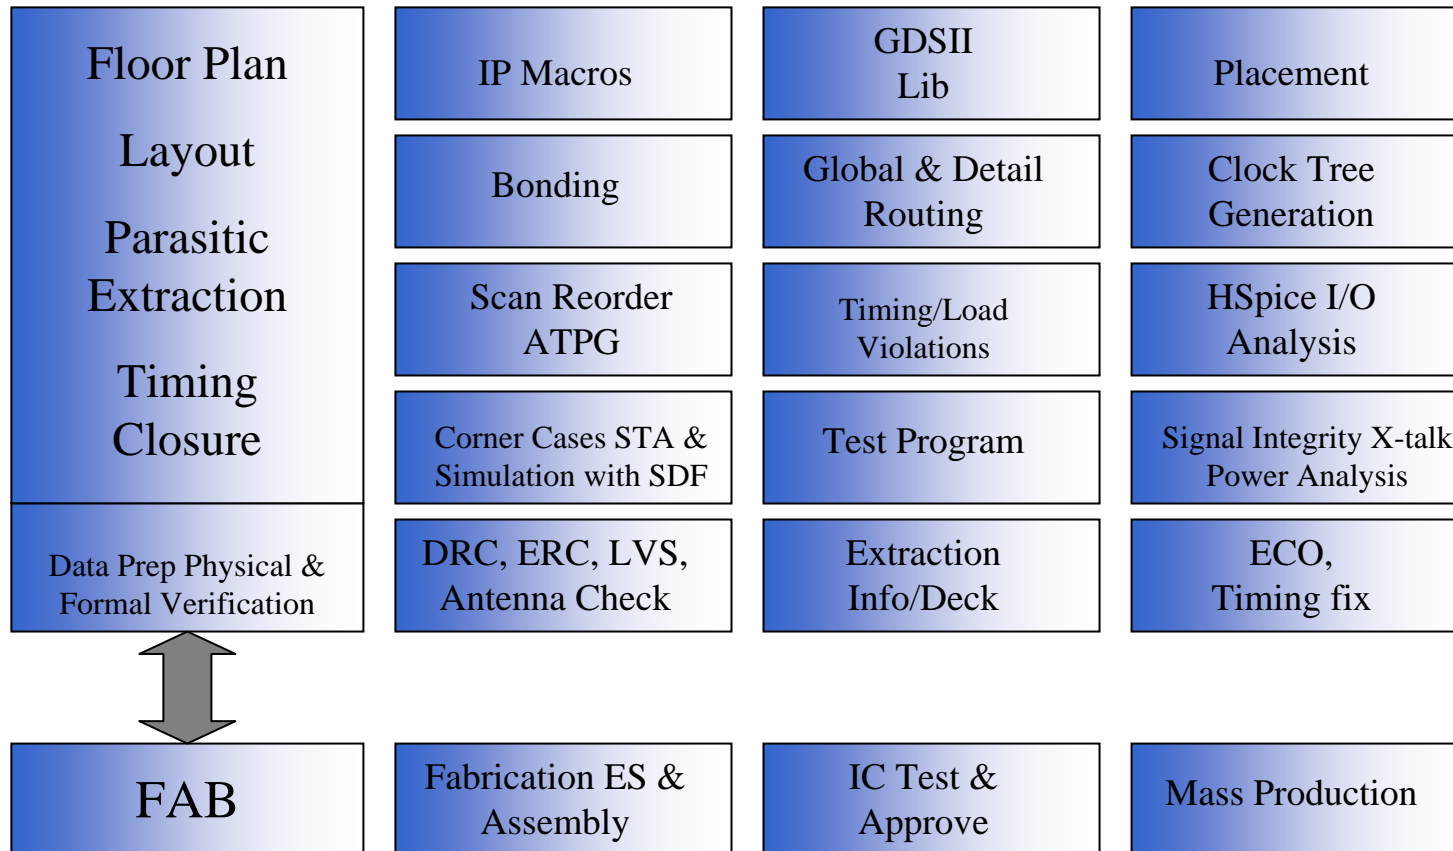 Floor Plan
Layout
Parasitic
Extraction
Timing
Closure
Data Prep Physical &
Formal Verification
IP Macros
GDSII
Lib
Placement
Bonding
Global & Detail
Routing
Clock Tree
Generation
Scan Reorder
ATPG
Timing/Load
Violations
HSpice I/O
Analysis
Corner Cases STA &
Simulation with SDF
Test Program
Signal Integrity X-talk
Power Analysis
DRC, ERC, LVS,
Antenna Check
Extraction
Info/Deck
ECO,
Timing fix
FAB
Fabrication ES &
Assembly
IC Test &
Approve
Mass Production